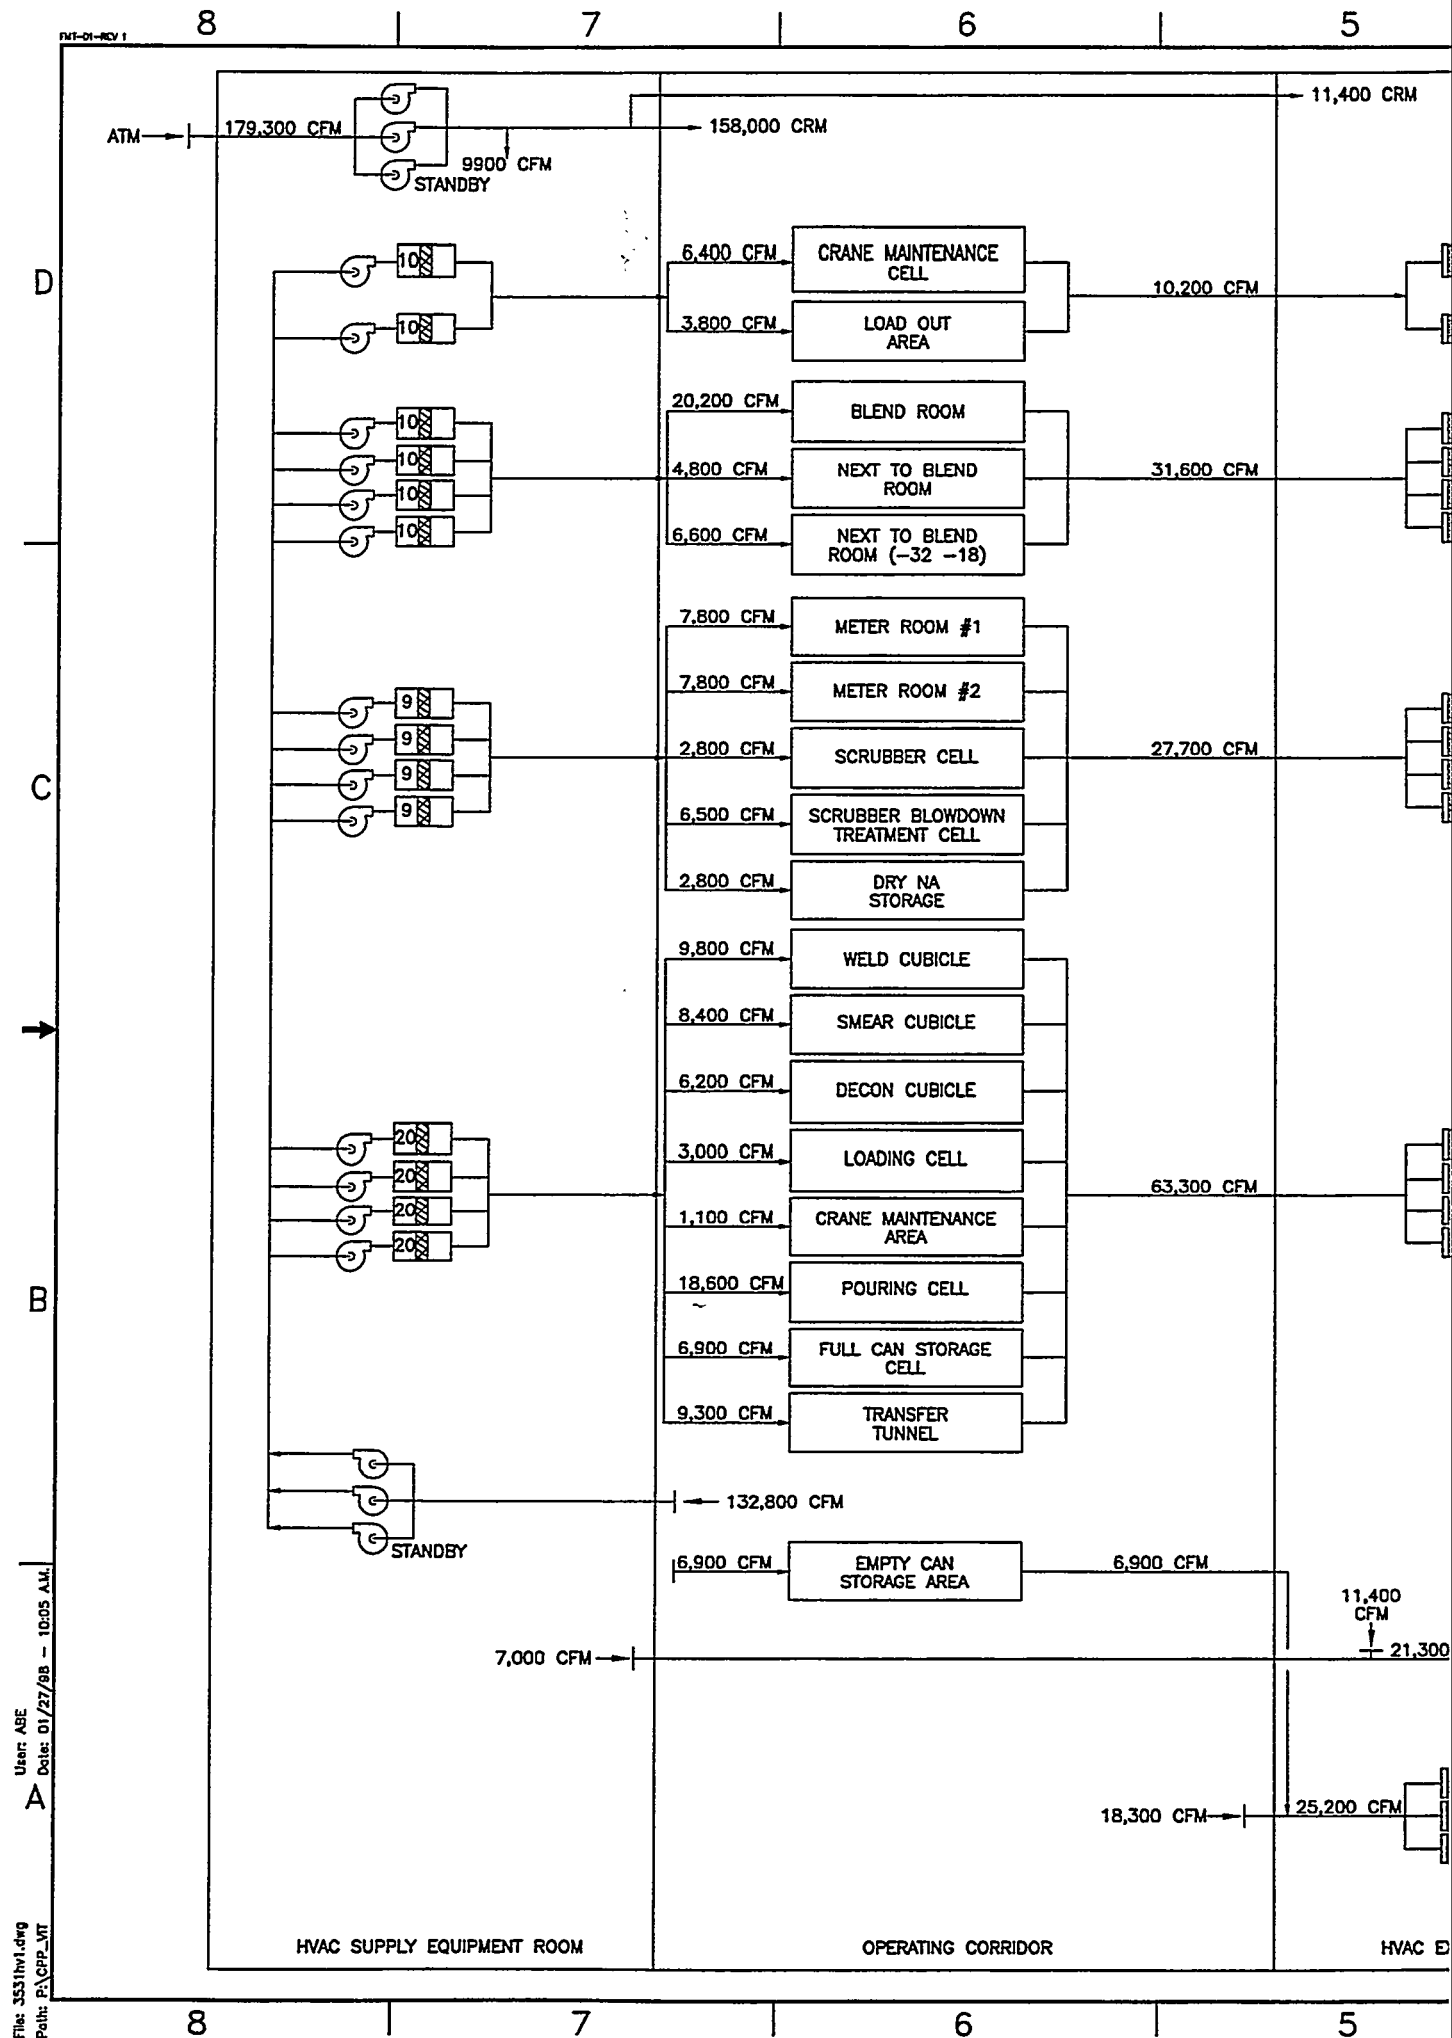 8 7 6 5
FMT-D1-REV 1
ATM
179,300 CFM
9900 CFM
STANDBY
158,000 CRM
11,400 CRM
D
10
10
6,400 CFM
CRANE MAINTENANCE
CELL
3,800 CFM
LOAD OUT
AREA
10,200 CFM
10
10
10
10
20,200 CFM
BLEND ROOM
4,800 CFM
NEXT TO BLEND
ROOM
31,600 CFM
6,600 CFM
NEXT TO BLEND
ROOM (-32 -18)
C
9
9
9
9
7,800 CFM
METER ROOM #1
7,800 CFM
METER ROOM #2
2,800 CFM
SCRUBBER CELL
27,700 CFM
6,500 CFM
SCRUBBER BLOWDOWN
TREATMENT CELL
2,800 CFM
DRY NA
STORAGE
9,800 CFM
WELD CUBICLE
8,400 CFM
SMEAR CUBICLE
6,200 CFM
DECON CUBICLE
20
20
20
20
3,000 CFM
LOADING CELL
63,300 CFM
1,100 CFM
CRANE MAINTENANCE
AREA
B
18,600 CFM
POURING CELL
6,900 CFM
FULL CAN STORAGE
CELL
9,300 CFM
TRANSFER
TUNNEL
132,800 CFM
STANDBY
6,900 CFM
EMPTY CAN
STORAGE AREA
6,900 CFM
11,400
CFM
7,000 CFM
21,300
A
18,300 CFM
25,200 CFM
HVAC SUPPLY EQUIPMENT ROOM
OPERATING CORRIDOR
HVAC E
User: ABE
Date: 01/27/98 - 10:05 A.M.
File: 3531hv1.dwg
Path: P:\CPP_VIT
8 7 6 5